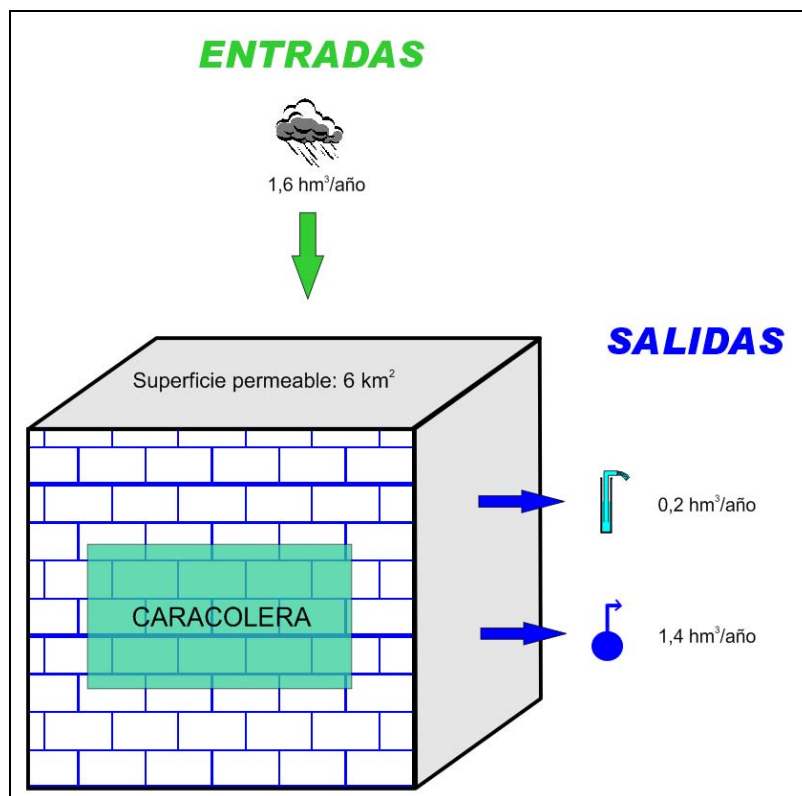 ENTRADAS
1,6 hm³/año
SALIDAS
Superficie permeable: 6 km²
0,2 hm³/año
CARACOLERA
1,4 hm³/año